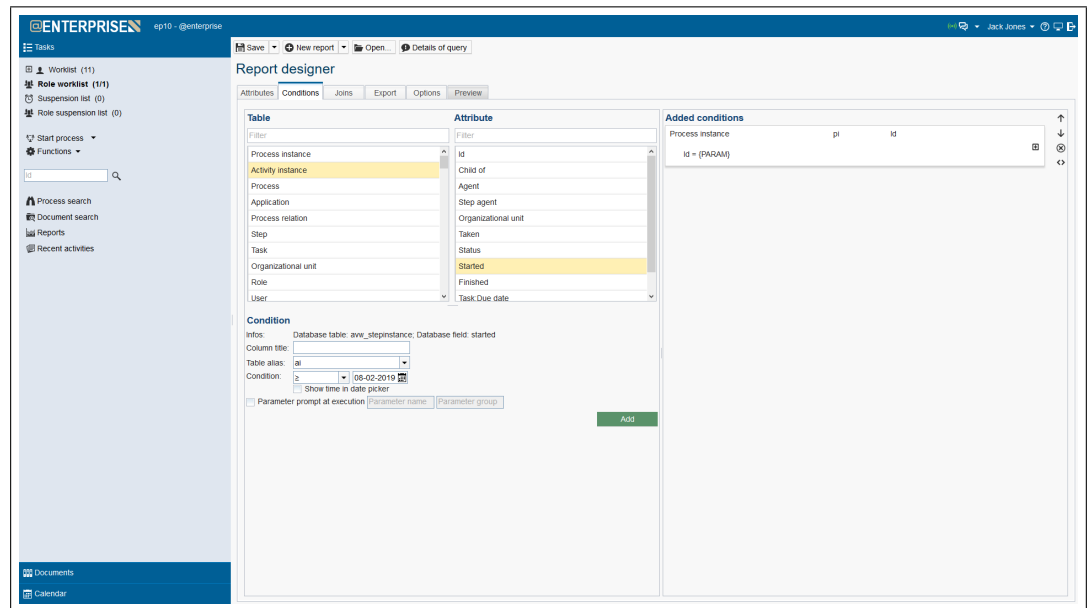 @ENTERPRISE ep10 - @enterprise Jack Jones
Tasks
Save New report Open... Details of query
Worklist (11)
Role worklist (1/1)
Suspension list (0)
Role suspension list (0)
Start process
Functions
id
Process search
Document search
Reports
Recent activities
Documents
Calendar
Report designer
Attributes Conditions Joins Export Options Preview
Table Attribute
Filter Filter
Process instance Id
Activity instance Child of
Process Agent
Application Step agent
Process relation Organizational unit
Step Taken
Task Status
Organizational unit Started
Role Finished
User Task:Due date
Condition
Infos: Database table: avw_stepinstance; Database field: started
Column title:
Table alias: ai
Condition: ≥ 08-02-2019
Show time in date picker
Parameter prompt at execution Parameter name Parameter group
Add
Added conditions
Process instance pi Id
Id = {PARAM}